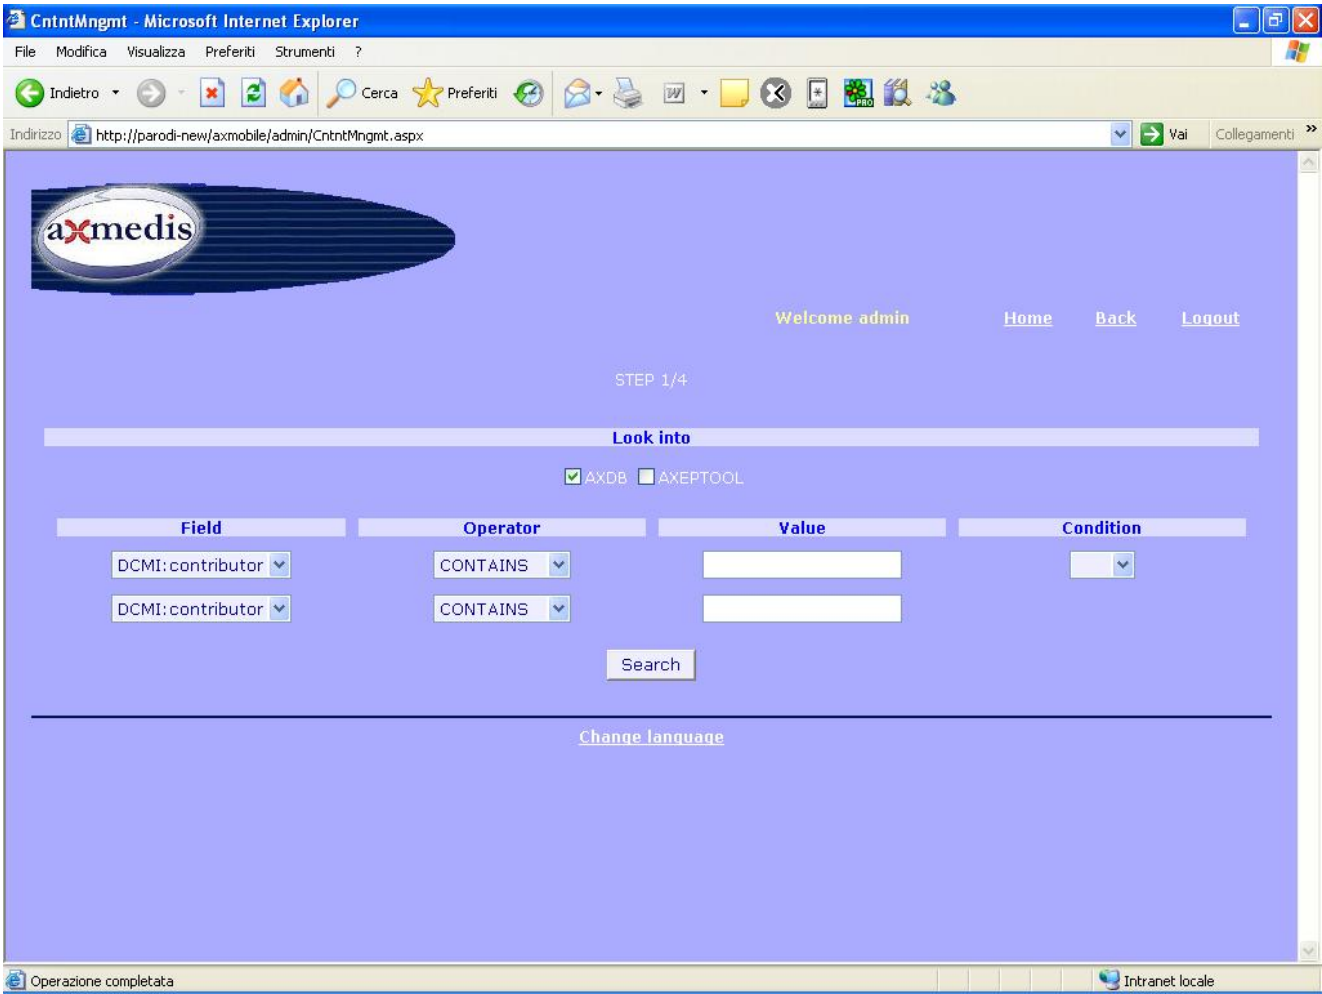 CntntMngmt - Microsoft Internet Explorer
File Modifica Visualizza Preferiti Strumenti ?
Indietro Cerca Preferiti
Indirizzo http://parodi-new/axmobile/admin/CntntMngmt.aspx Vai Collegamenti »
axmedis
Welcome admin Home Back Logout
STEP 1/4
Look into
AXDB AXEPTOOL
Field Operator Value Condition
DCMI:contributor CONTAINS
DCMI:contributor CONTAINS
Search
Change language
Operazione completata Intranet locale